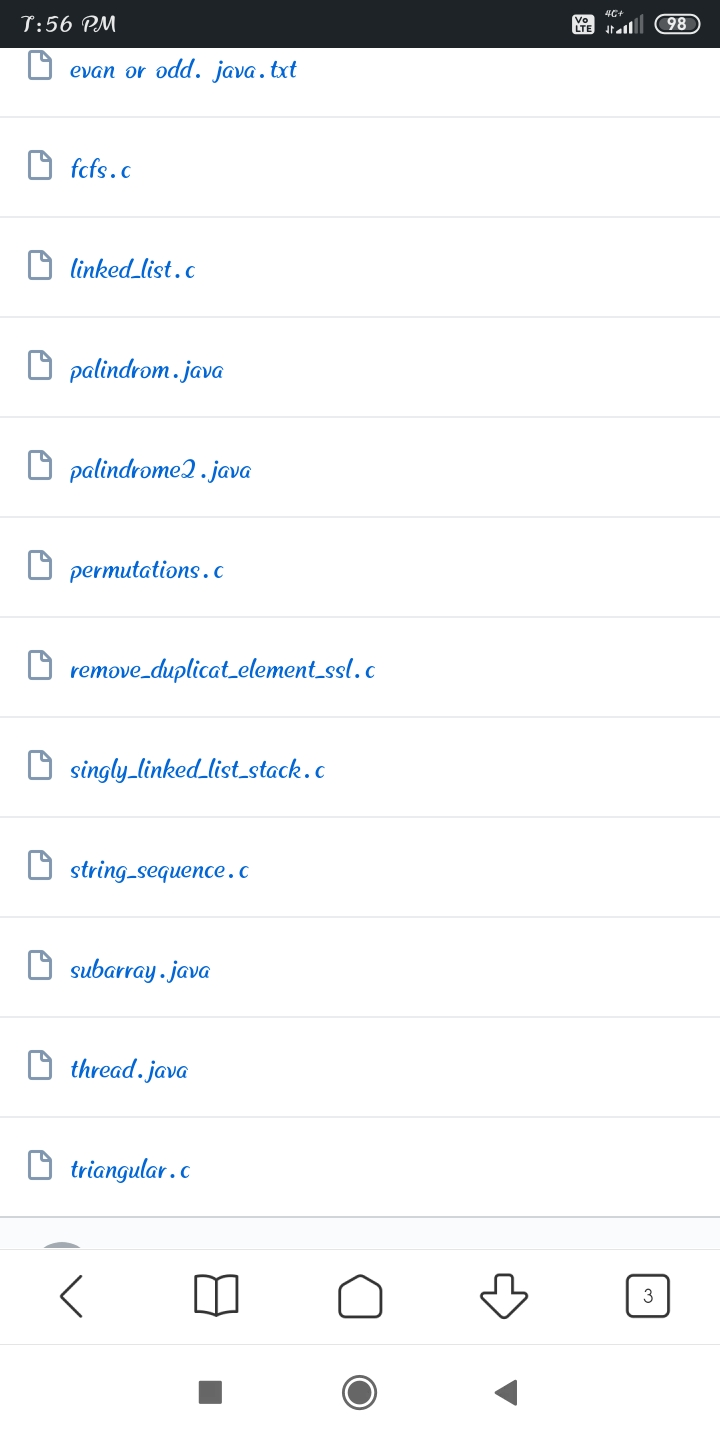 7:56 PM
Vo LTE 4G+ 98
evan or odd. java.txt
fcfs.c
linked_list.c
palindrom.java
palindrome2.java
permutations.c
remove_duplicat_element_ssl.c
singly_linked_list_stack.c
string_sequence.c
subarray.java
thread.java
triangular.c
3